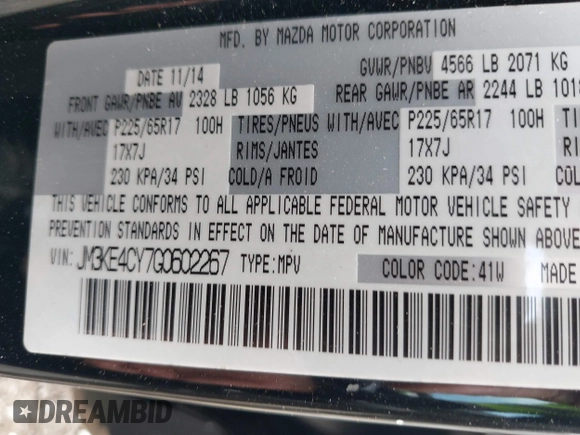 MFD. BY MAZDA MOTOR CORPORATION
DATE 11/14 GVWR/PNBV 4566 LB 2071 KG
FRONT GAWR/PNBE AV 2328 LB 1056 KG REAR GAWR/PNBE AR 2244 LB 1018
WITH/AVEC P225/65R17 100H TIRES/PNEUS WITH/AVEC P225/65R17 100H TI
17X7J RIMS/JANTES 17X7J RI
230 KPA/34 PSI COLD/A FROID 230 KPA/34 PSI COL
THIS VEHICLE CONFORMS TO ALL APPLICABLE FEDERAL MOTOR VEHICLE SAFETY
PREVENTION STANDARDS IN EFFECT ON THE DATE OF MANUFACTURE SHOWN ABOVE
VIN: JM3KE4CY7G0602267 TYPE:MPV COLOR CODE:41W MADE
DREAMBID